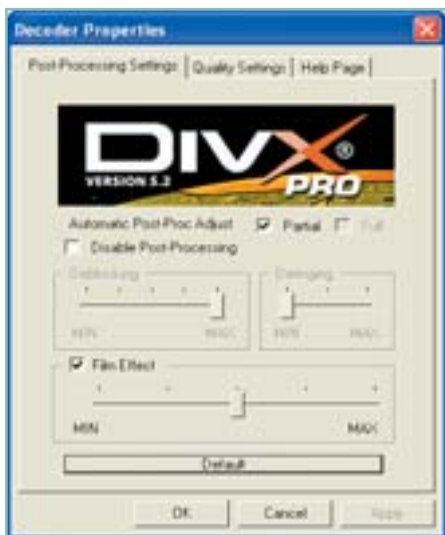 Decoder Properties
Post-Processing Settings Quality Settings Help Page
DIVX®
VERSION 5.2
PRO
Automatic Post-Proc Adjust Partial Full
Disable Post-Processing
Deblocking Deringing
MIN MAX MIN MAX
Film Effect
MIN MAX
Default
OK Cancel Apply